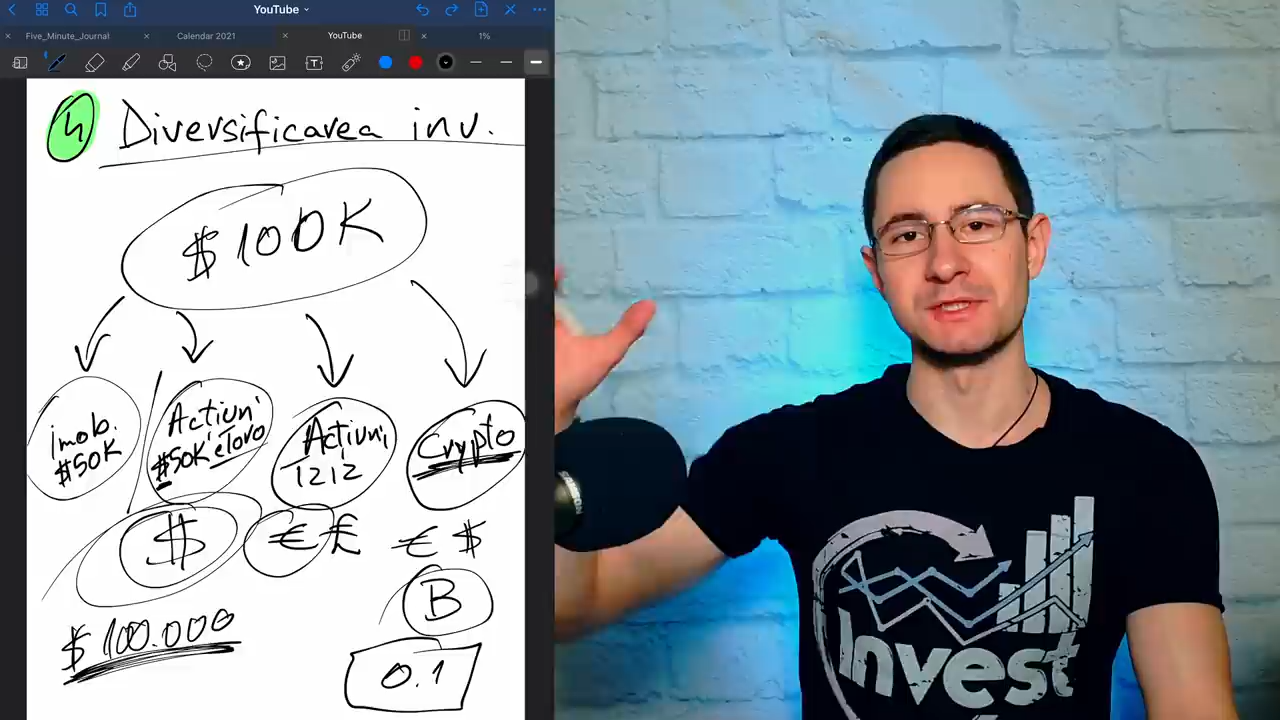 YouTube
Five_Minute_Journal
Calendar 2021
YouTube
1%
4 Diversificarea inv.
$100K
imob.
$50K
Actiuni
$50K eToro
Actiuni
1212
Crypto
$
€ £
€ $
B
$100.000
0.1
Invest